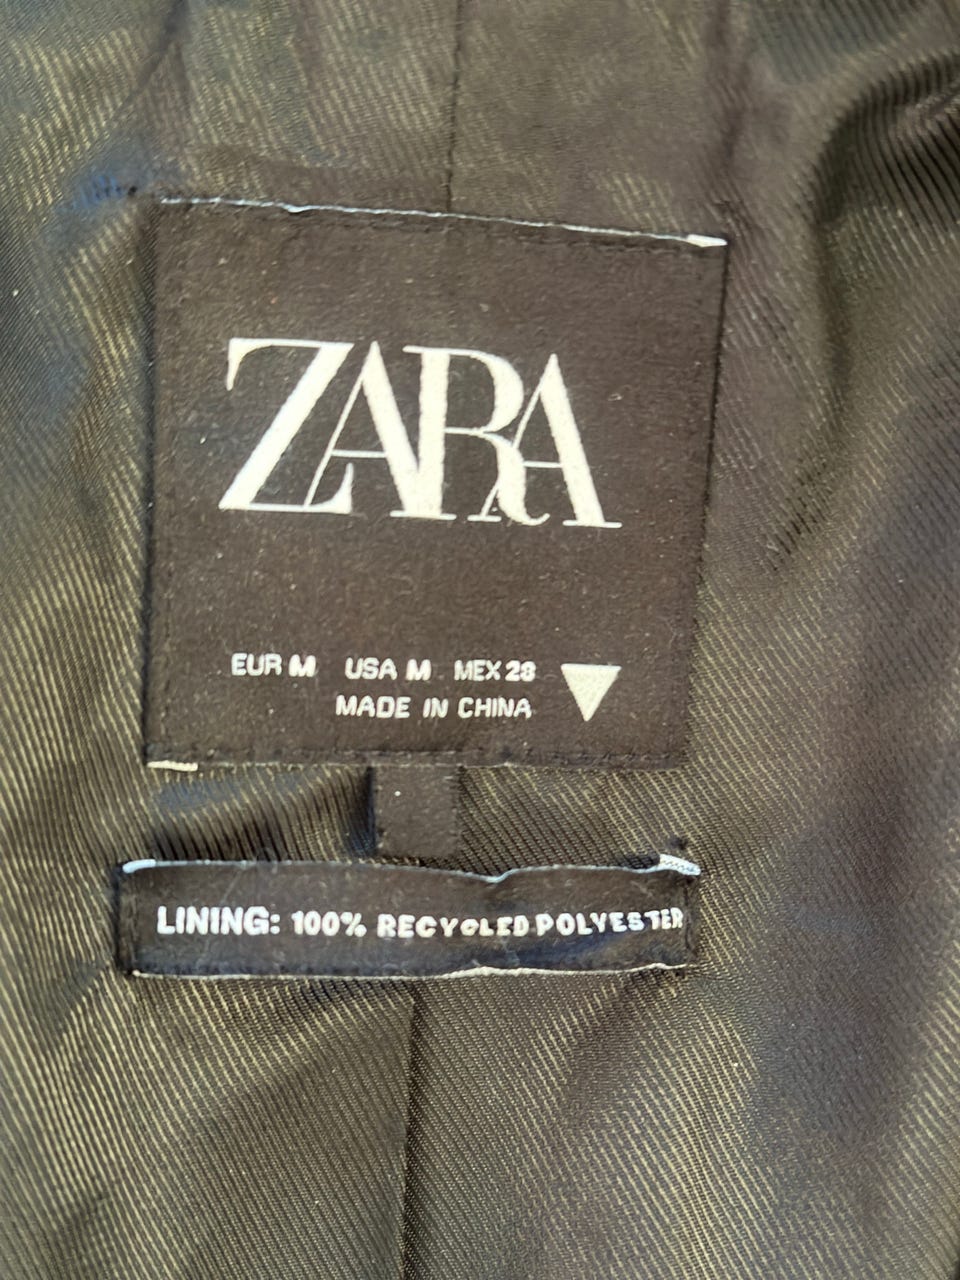 ZARA
EUR M USA M MEX 28
MADE IN CHINA
LINING: 100% RECYCLED POLYESTER